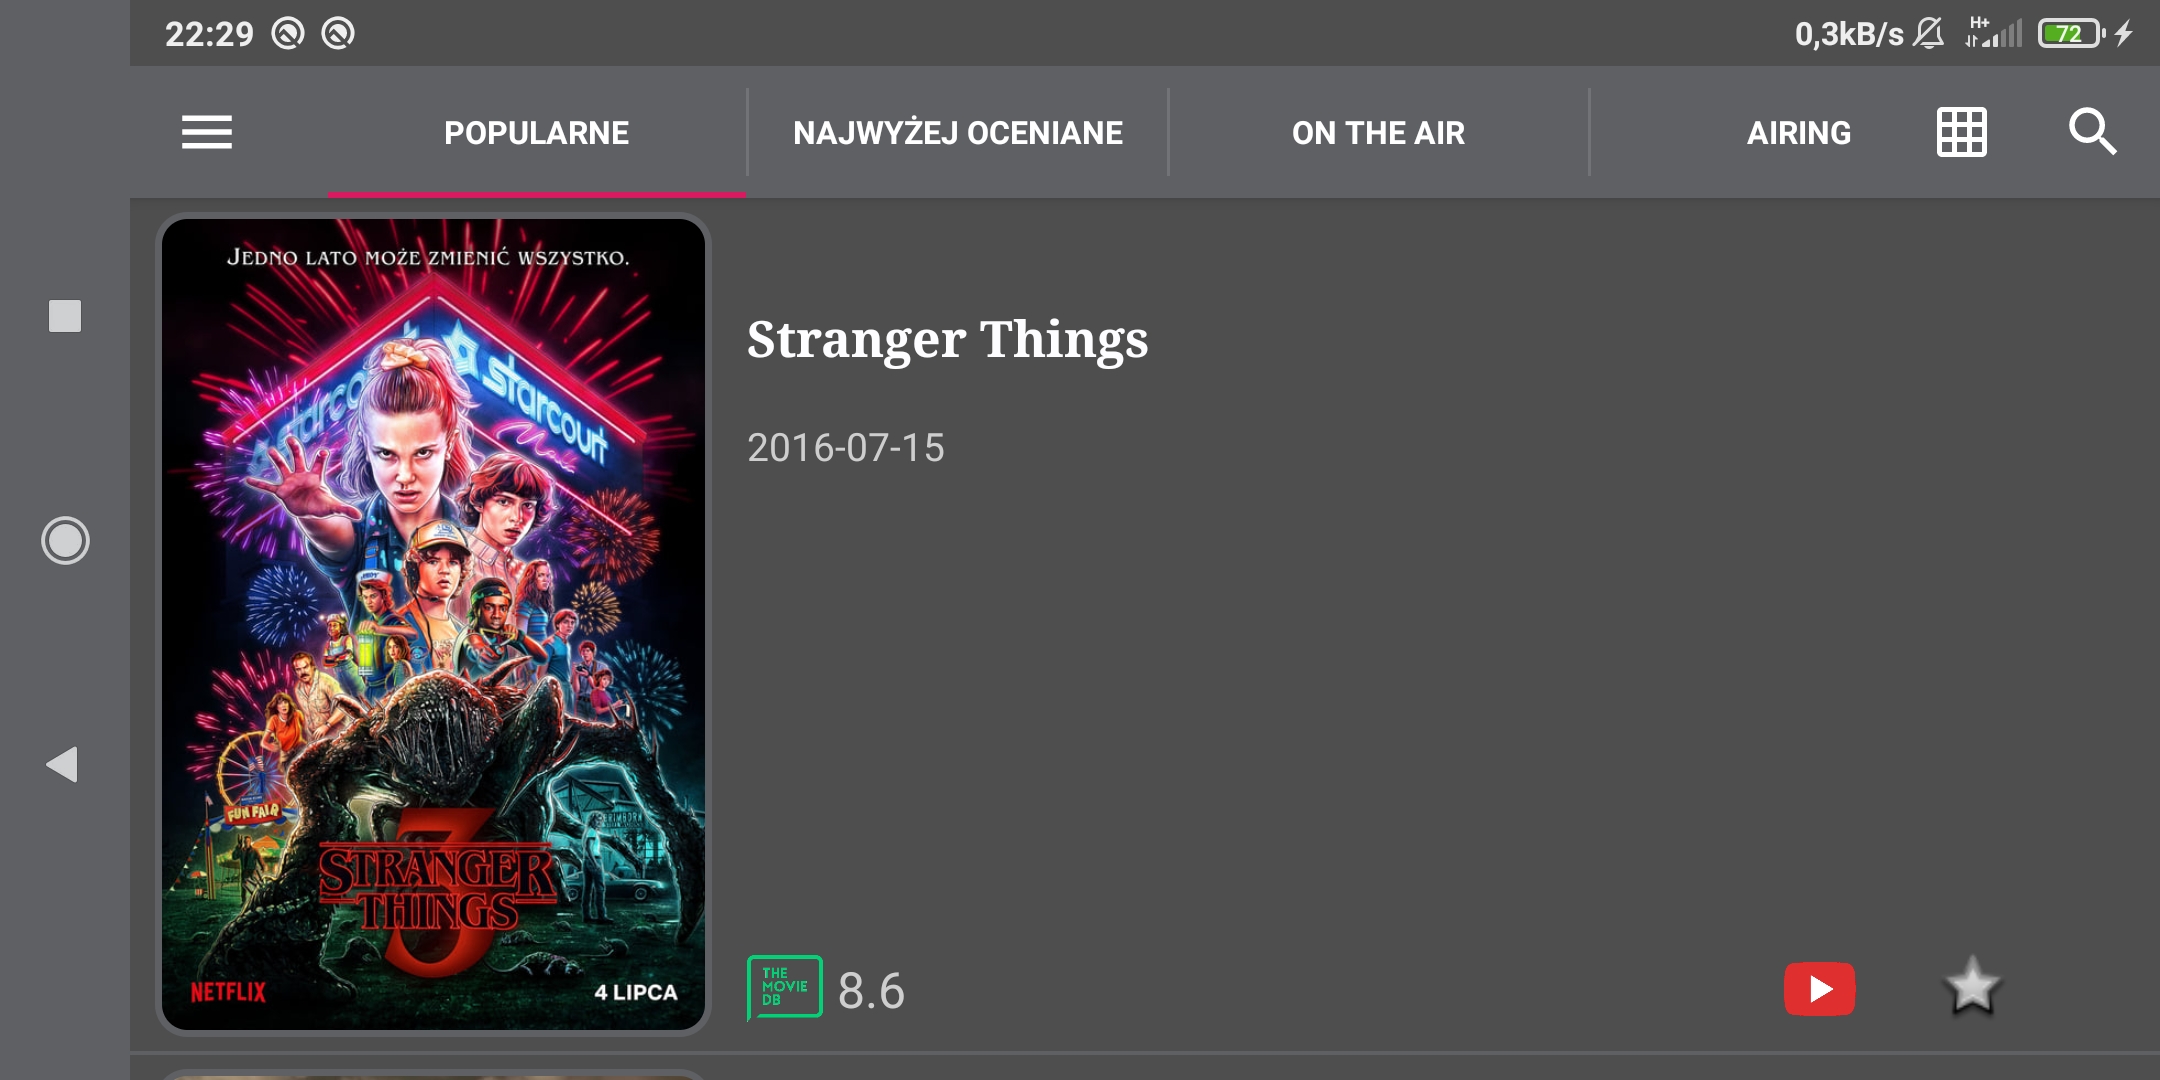 22:29
0,3kB/s
H+
72
POPULARNE
NAJWYŻEJ OCENIANE
ON THE AIR
AIRING
JEDNO LATO MOŻE ZMIENIĆ WSZYSTKO.
starcourt
Mall
FUN FAIR
3
STRANGER
THINGS
NETFLIX
4 LIPCA
Stranger Things
2016-07-15
THE
MOVIE
DB
8.6